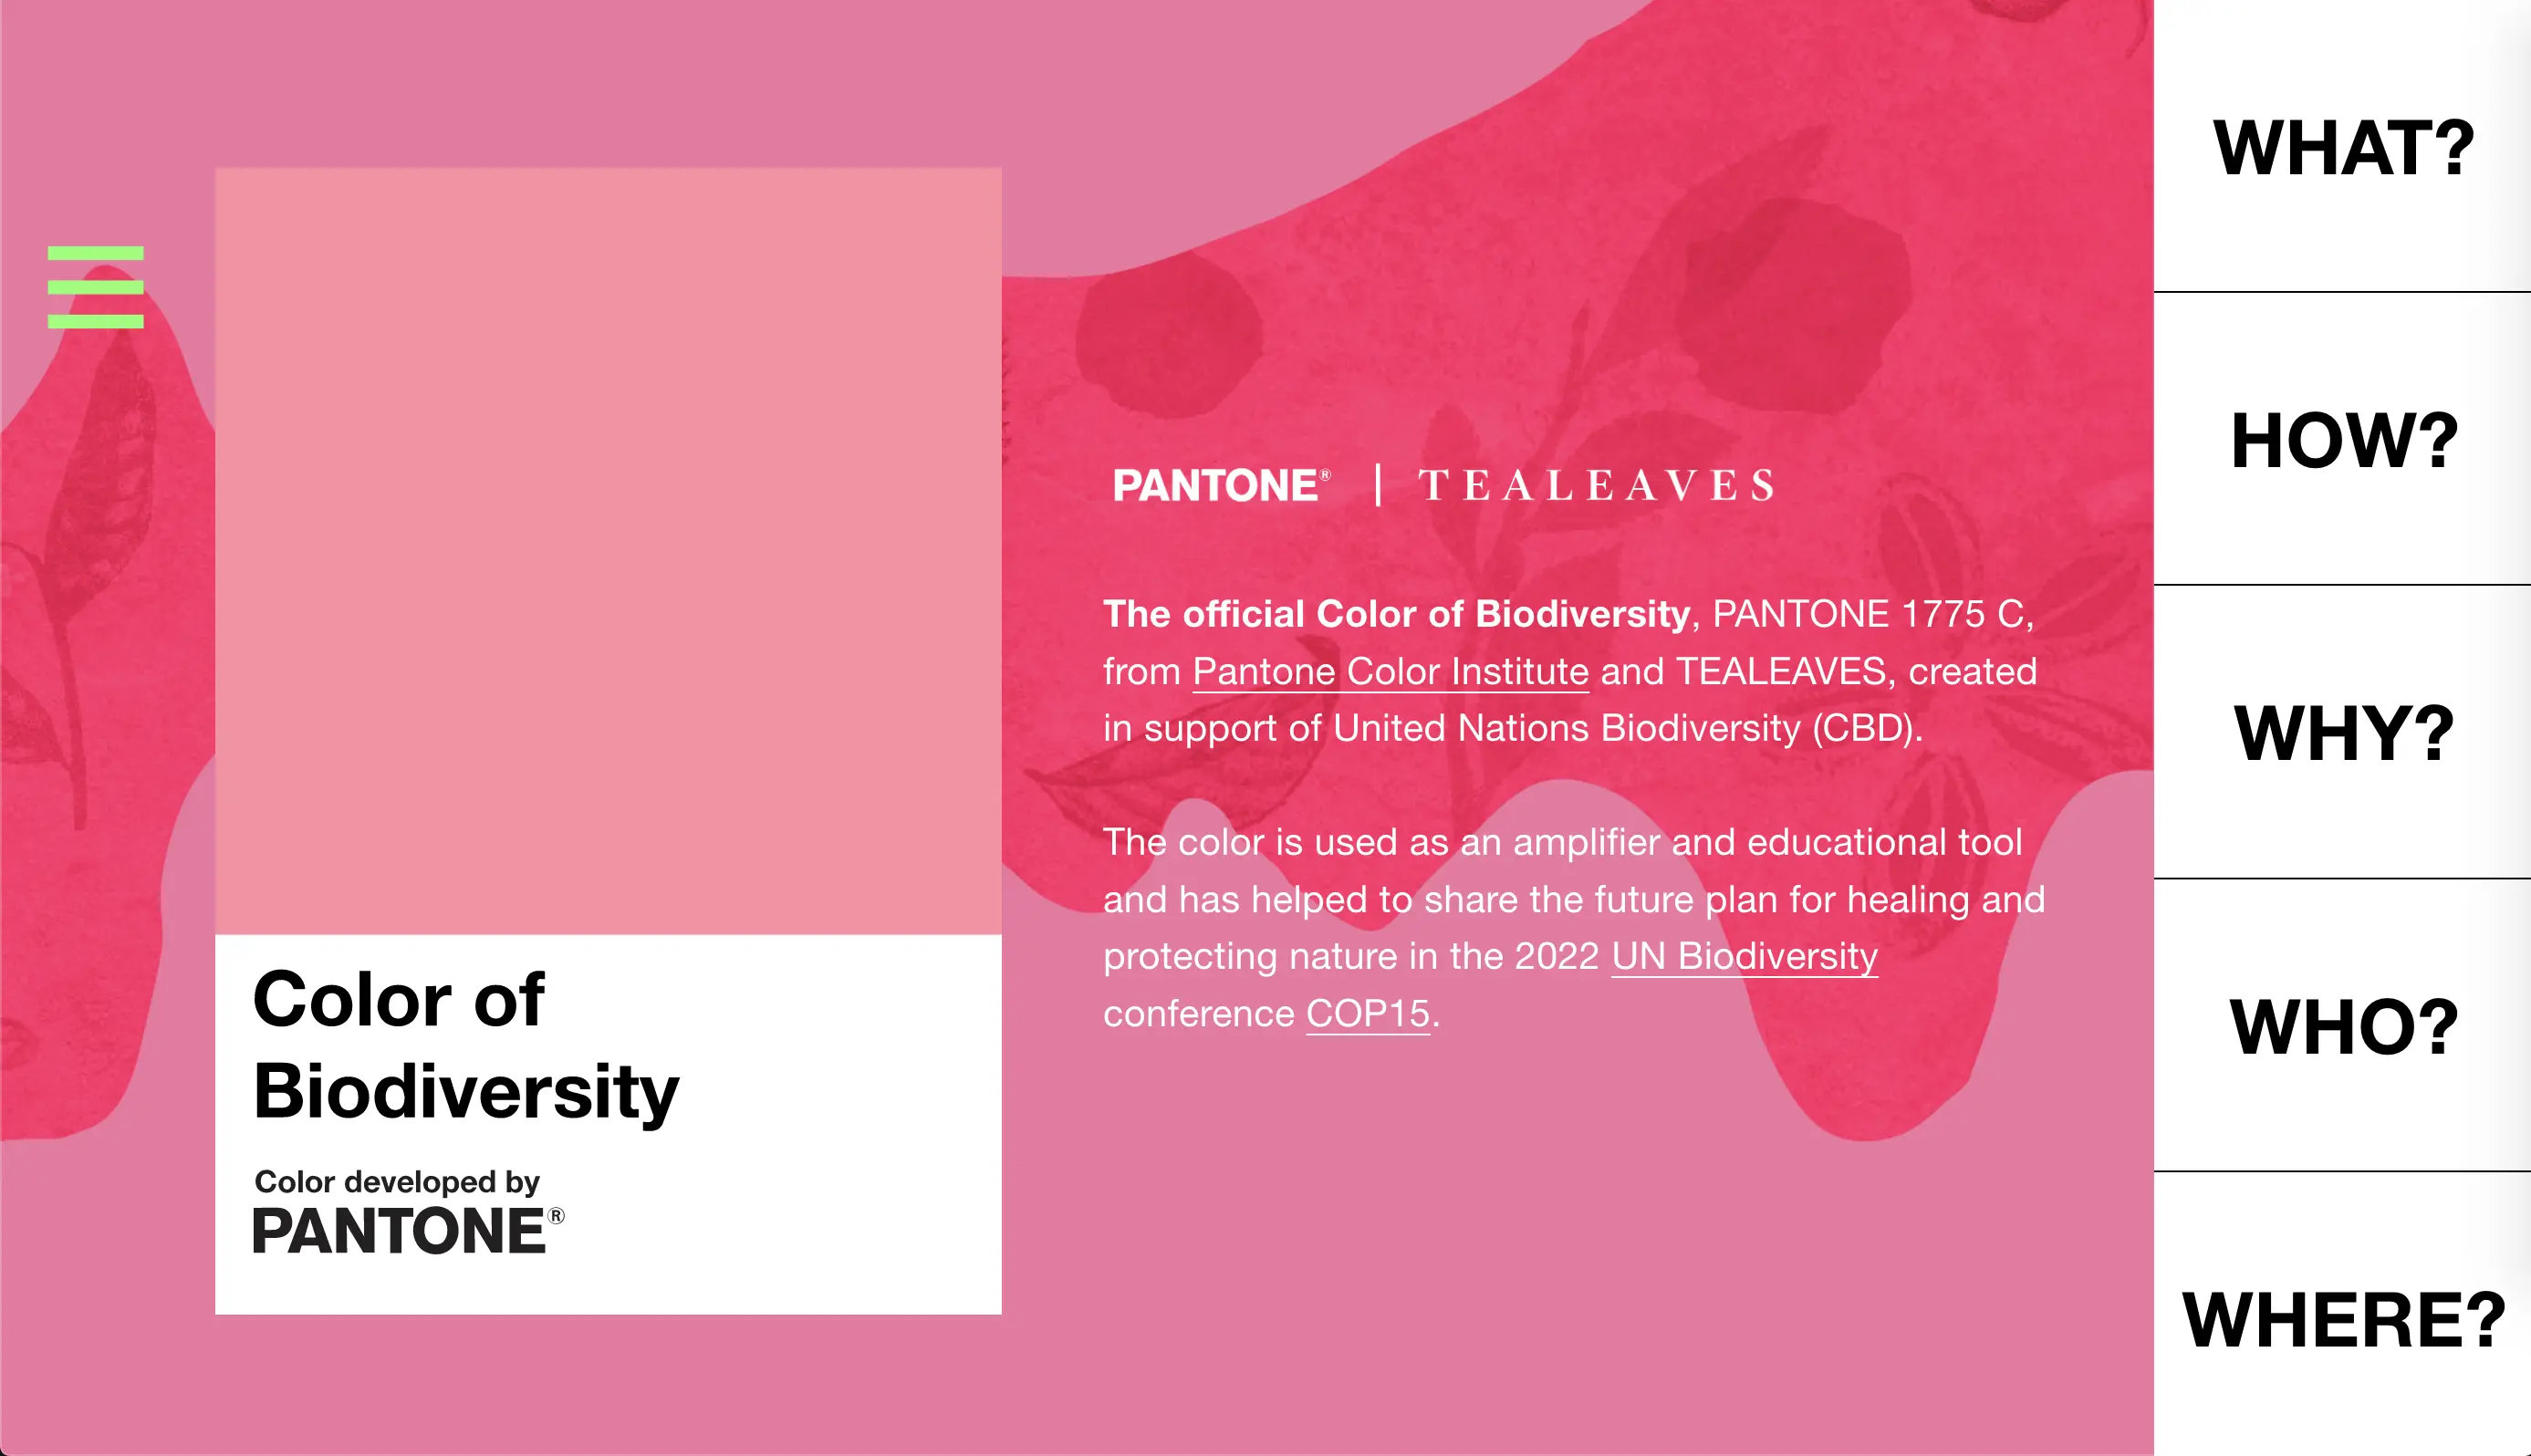 Color of
Biodiversity
Color developed by
PANTONE®
PANTONE® | TEALEAVES
The official Color of Biodiversity, PANTONE 1775 C,
from Pantone Color Institute and TEALEAVES, created
in support of United Nations Biodiversity (CBD).
The color is used as an amplifier and educational tool
and has helped to share the future plan for healing and
protecting nature in the 2022 UN Biodiversity
conference COP15.
WHAT?
HOW?
WHY?
WHO?
WHERE?